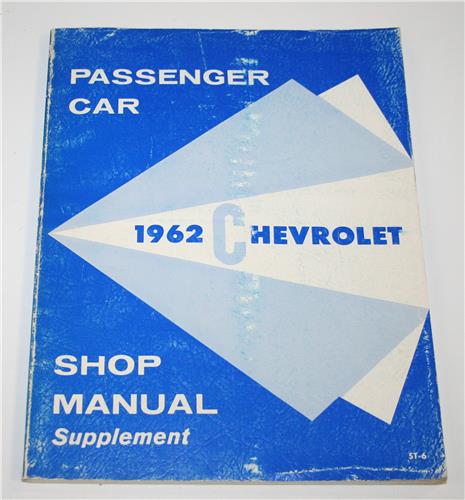 PASSENGER
CAR
1962 CHEVROLET
SHOP
MANUAL
Supplement
ST-6